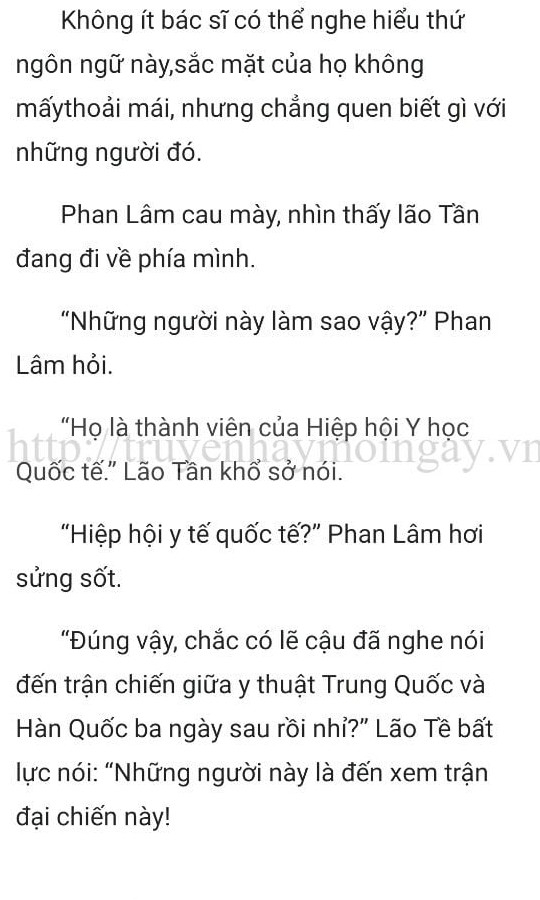 Không ít bác sĩ có thể nghe hiểu thứ
ngôn ngữ này,sắc mặt của họ không
mấythoải mái, nhưng chẳng quen biết gì với
những người đó.
Phan Lâm cau mày, nhìn thấy lão Tần
đang đi về phía mình.
“Những người này làm sao vậy?” Phan
Lâm hỏi.
“Họ là thành viên của Hiệp hội Y học
http://truyenhaymoingay.vn
Quốc tế.” Lão Tần khổ sở nói.
“Hiệp hội y tế quốc tế?” Phan Lâm hơi
sửng sốt.
“Đúng vậy, chắc có lẽ cậu đã nghe nói
đến trận chiến giữa y thuật Trung Quốc và
Hàn Quốc ba ngày sau rồi nhỉ?” Lão Tề bất
lực nói: “Những người này là đến xem trận
đại chiến này!